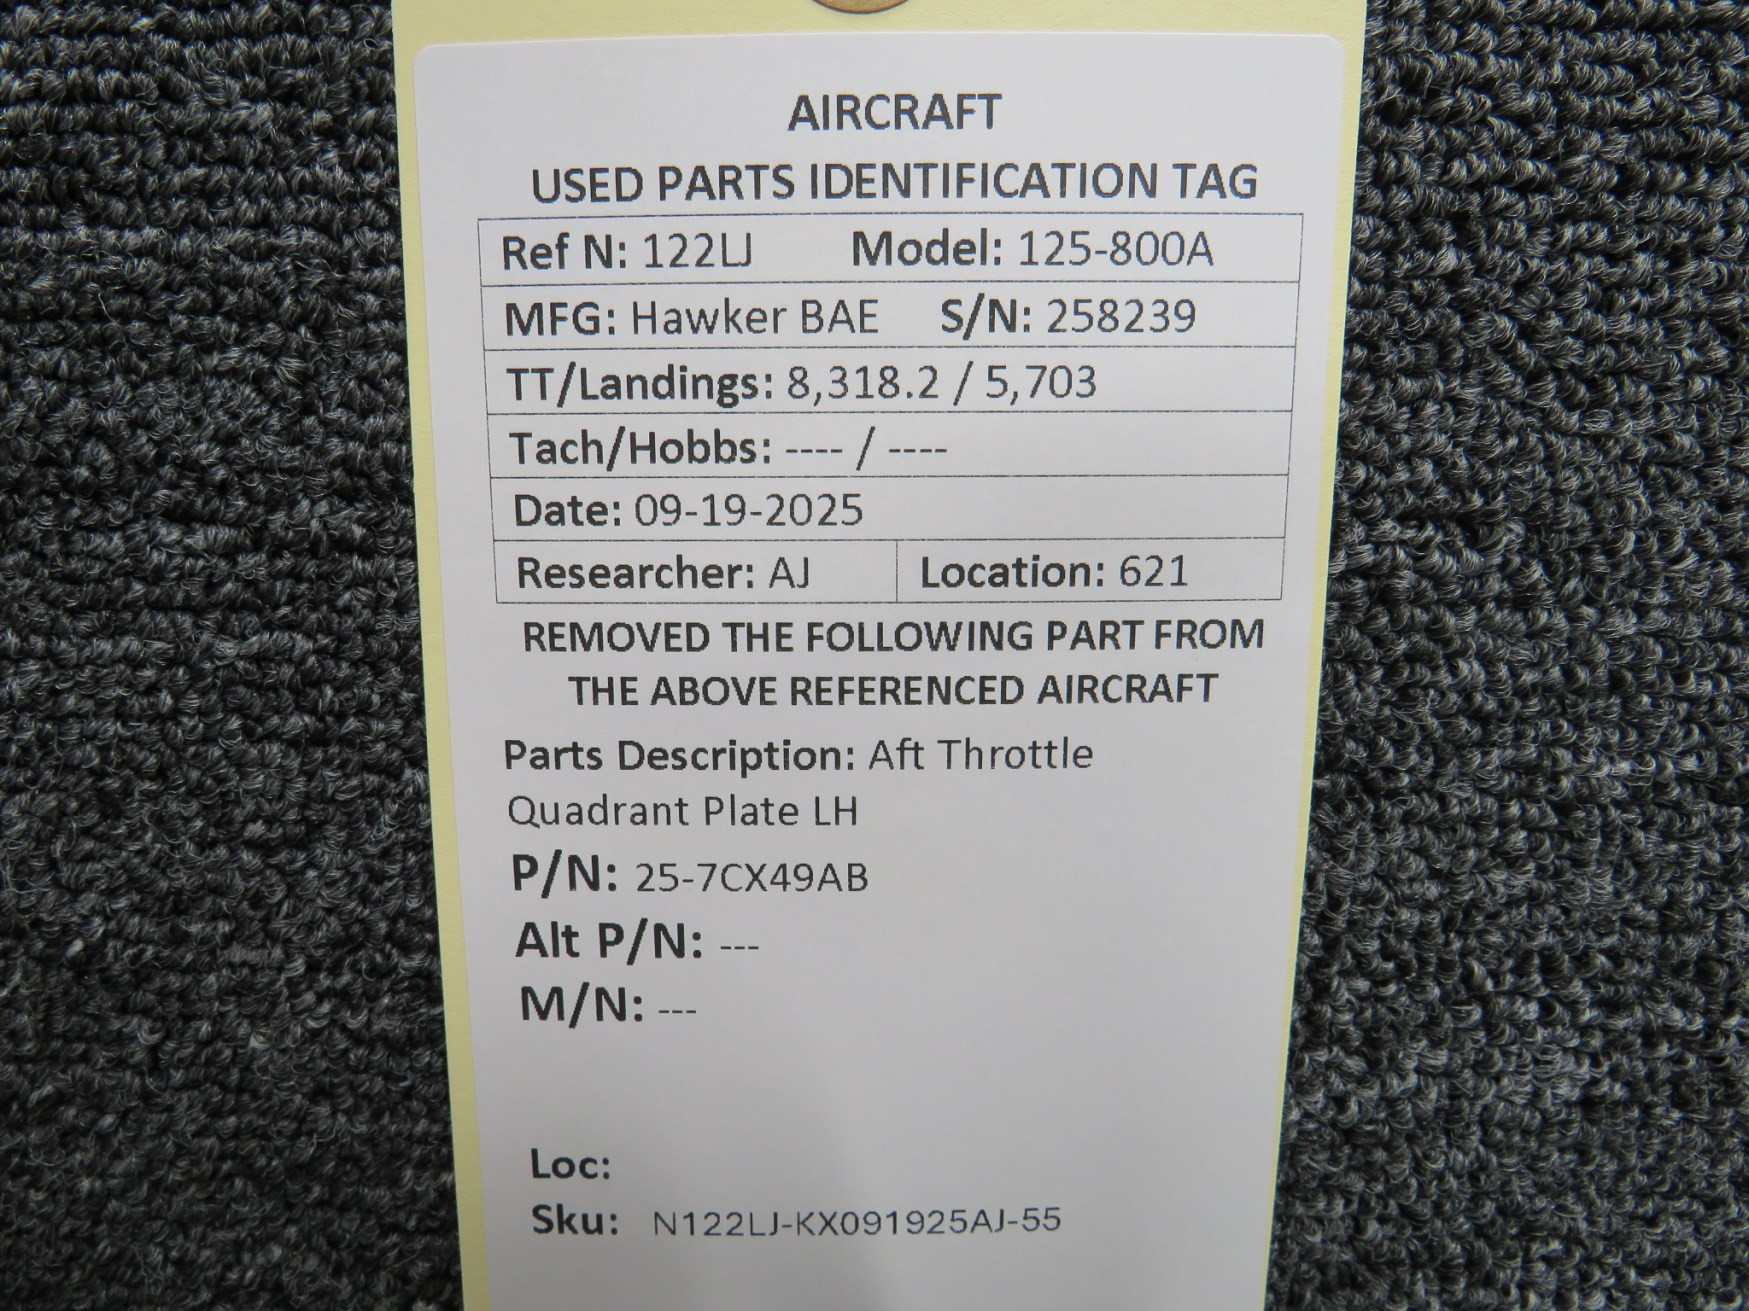 AIRCRAFT
USED PARTS IDENTIFICATION TAG
Ref N: 122LJ Model: 125-800A
MFG: Hawker BAE S/N: 258239
TT/Landings: 8,318.2 / 5,703
Tach/Hobbs: ---- / ----
Date: 09-19-2025
Researcher: AJ Location: 621
REMOVED THE FOLLOWING PART FROM
THE ABOVE REFERENCED AIRCRAFT
Parts Description: Aft Throttle
Quadrant Plate LH
P/N: 25-7CX49AB
Alt P/N: ---
M/N: ---
Loc:
Sku: N122LJ-KX091925AJ-55